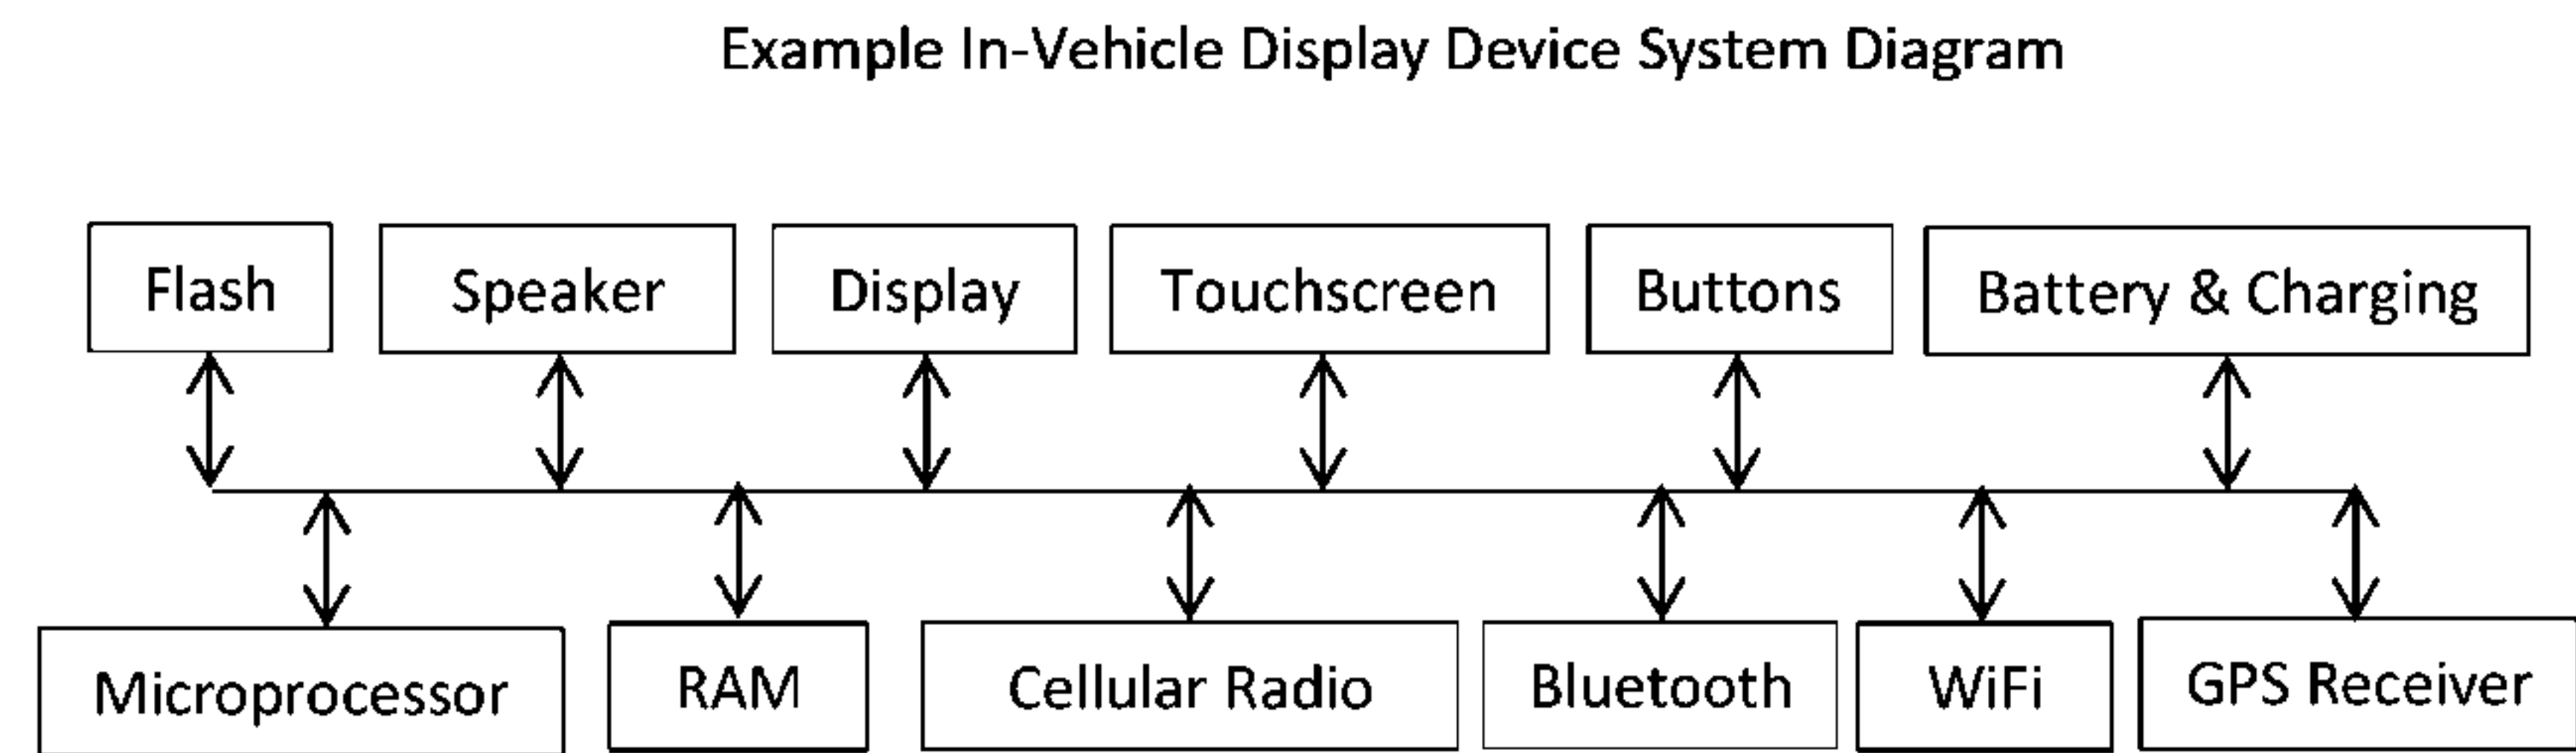 Example In-Vehicle Display Device System Diagram
Flash
Speaker
Display
Touchscreen
Buttons
Battery & Charging
Microprocessor
RAM
Cellular Radio
Bluetooth
WiFi
GPS Receiver